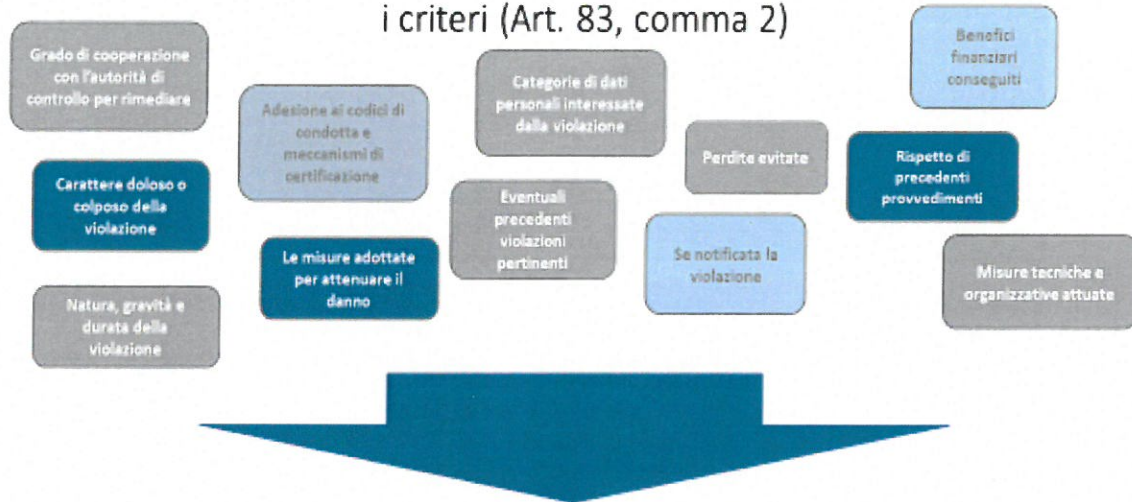 i criteri (Art. 83, comma 2)
Grado di cooperazione
con l'autorità di
controllo per rimediare
Adesione ai codici di
condotta e
meccanismi di
certificazione
Categorie di dati
personali interessate
dalla violazione
Benefici
finanziari
conseguiti
Perdite evitate
Rispetto di
precedenti
provvedimenti
Carattere doloso o
colposo della
violazione
Eventuali
precedenti
violazioni
pertinenti
Le misure adottate
per attenuare il
danno
Se notificata la
violazione
Misure tecniche e
organizzative attuate
Natura, gravità e
durata della
violazione